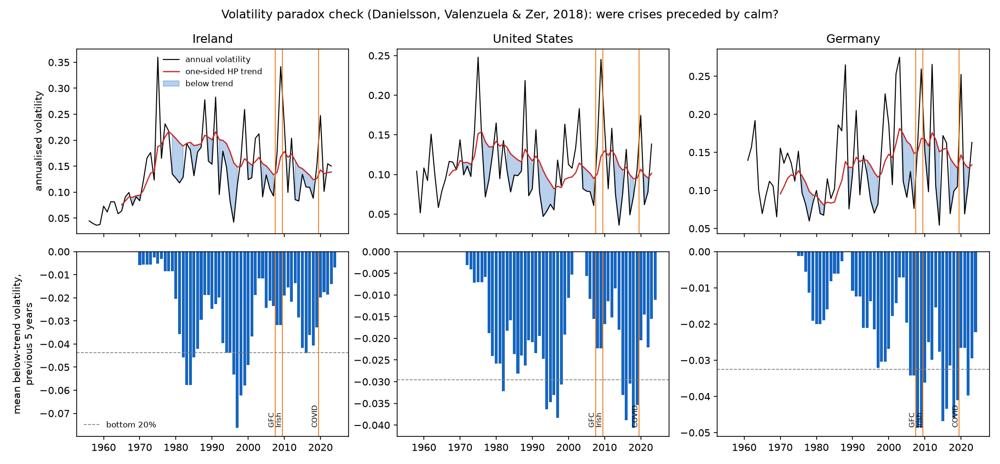 Volatility paradox check (Danielsson, Valenzuela & Zer, 2018): were crises preceded by calm?
Ireland
United States
Germany
annualised volatility
0.35
0.30
0.25
0.20
0.15
0.10
0.05
annual volatility
one-sided HP trend
below trend
0.25
0.20
0.15
0.10
0.05
0.25
0.20
0.15
0.10
0.05
mean below-trend volatility,
previous 5 years
0.00
−0.01
−0.02
−0.03
−0.04
−0.05
−0.06
−0.07
bottom 20%
GFC
Irish
COVID
1960 1970 1980 1990 2000 2010 2020
0.000
−0.005
−0.010
−0.015
−0.020
−0.025
−0.030
−0.035
−0.040
GFC
Irish
COVID
1960 1970 1980 1990 2000 2010 2020
0.00
−0.01
−0.02
−0.03
−0.04
−0.05
GFC
Irish
COVID
1960 1970 1980 1990 2000 2010 2020